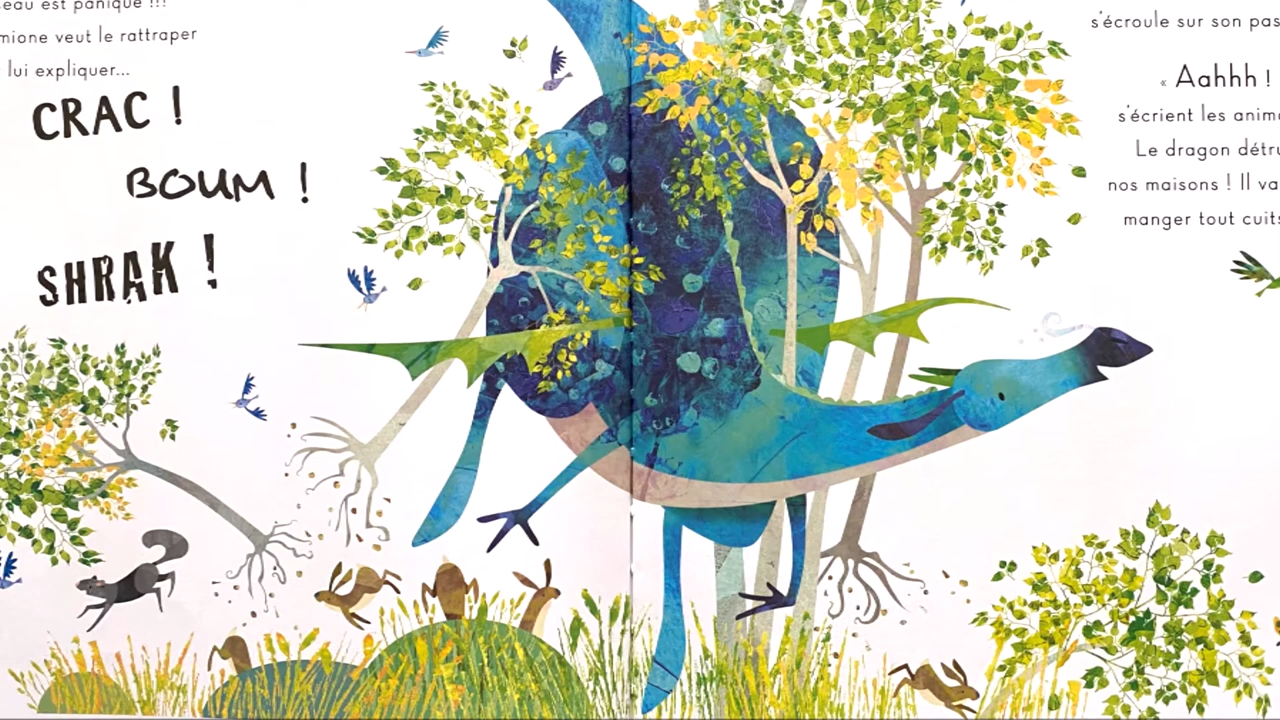 est panique !!!
veut le rattraper
lui expliquer...
CRAC !
BOUM !
SHRAK !
s'écroule sur son
« Aahhh !
s'écrient les
Le dragon
nos maisons ! Il
manger tout